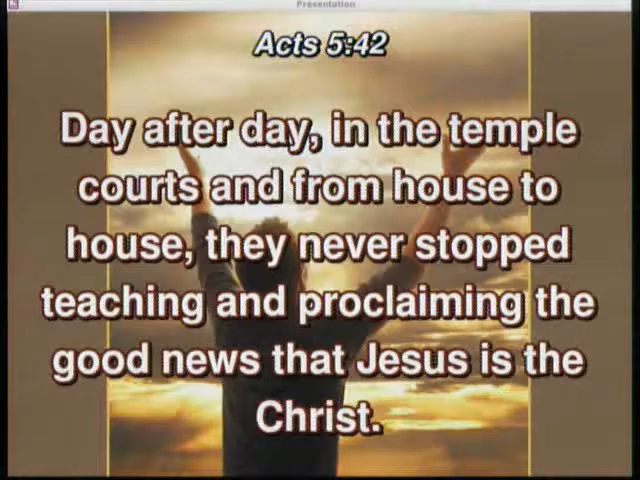 Presentation
Acts 5:42
Day after day, in the temple
courts and from house to
house, they never stopped
teaching and proclaiming the
good news that Jesus is the
Christ.